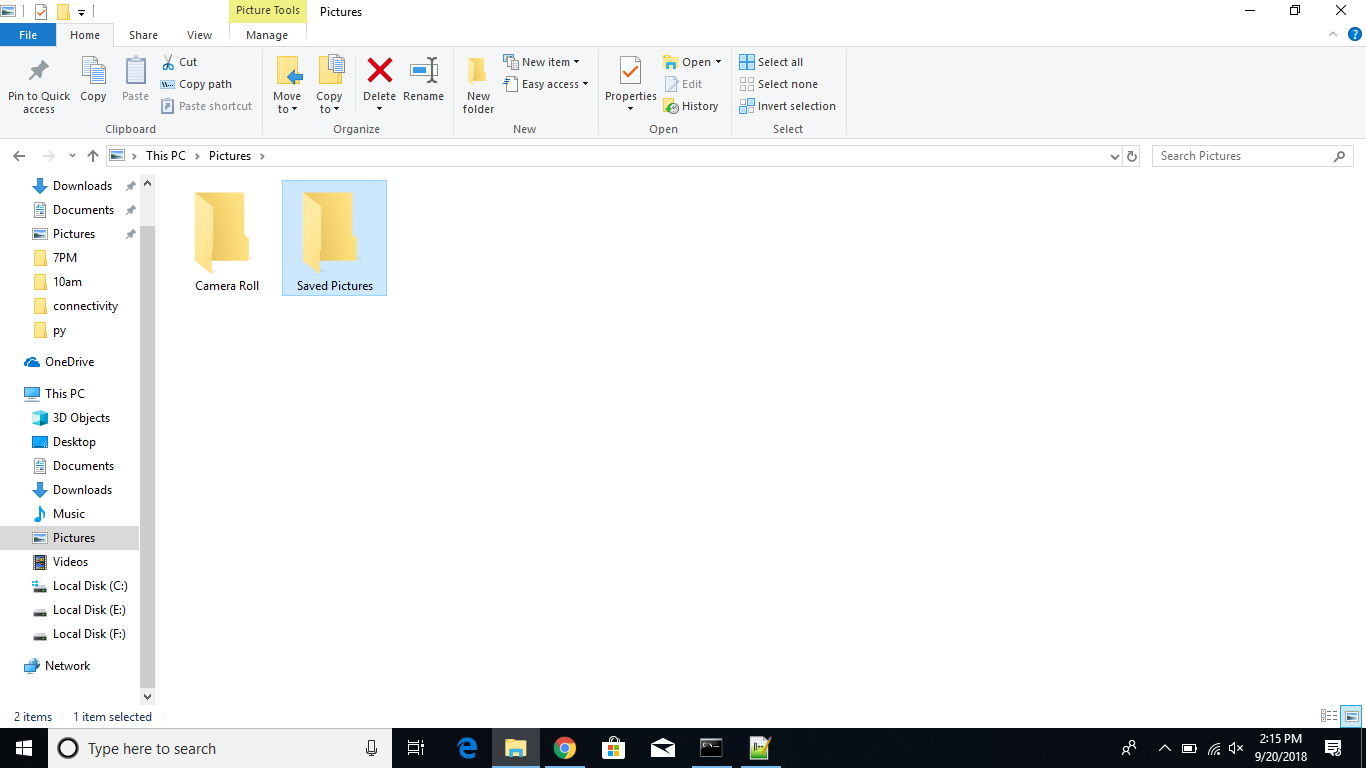 Picture Tools
Pictures
File
Home
Share
View
Manage
Pin to Quick access
Copy
Paste
Cut
Copy path
Paste shortcut
Clipboard
Move to
Copy to
Delete
Rename
Organize
New folder
New item
Easy access
New
Properties
Open
Edit
History
Open
Select all
Select none
Invert selection
Select
This PC
Pictures
Search Pictures
Downloads
Documents
Pictures
7PM
10am
connectivity
py
OneDrive
This PC
3D Objects
Desktop
Documents
Downloads
Music
Pictures
Videos
Local Disk (C:)
Local Disk (E:)
Local Disk (F:)
Network
Camera Roll
Saved Pictures
2 items
1 item selected
Type here to search
2:15 PM
9/20/2018